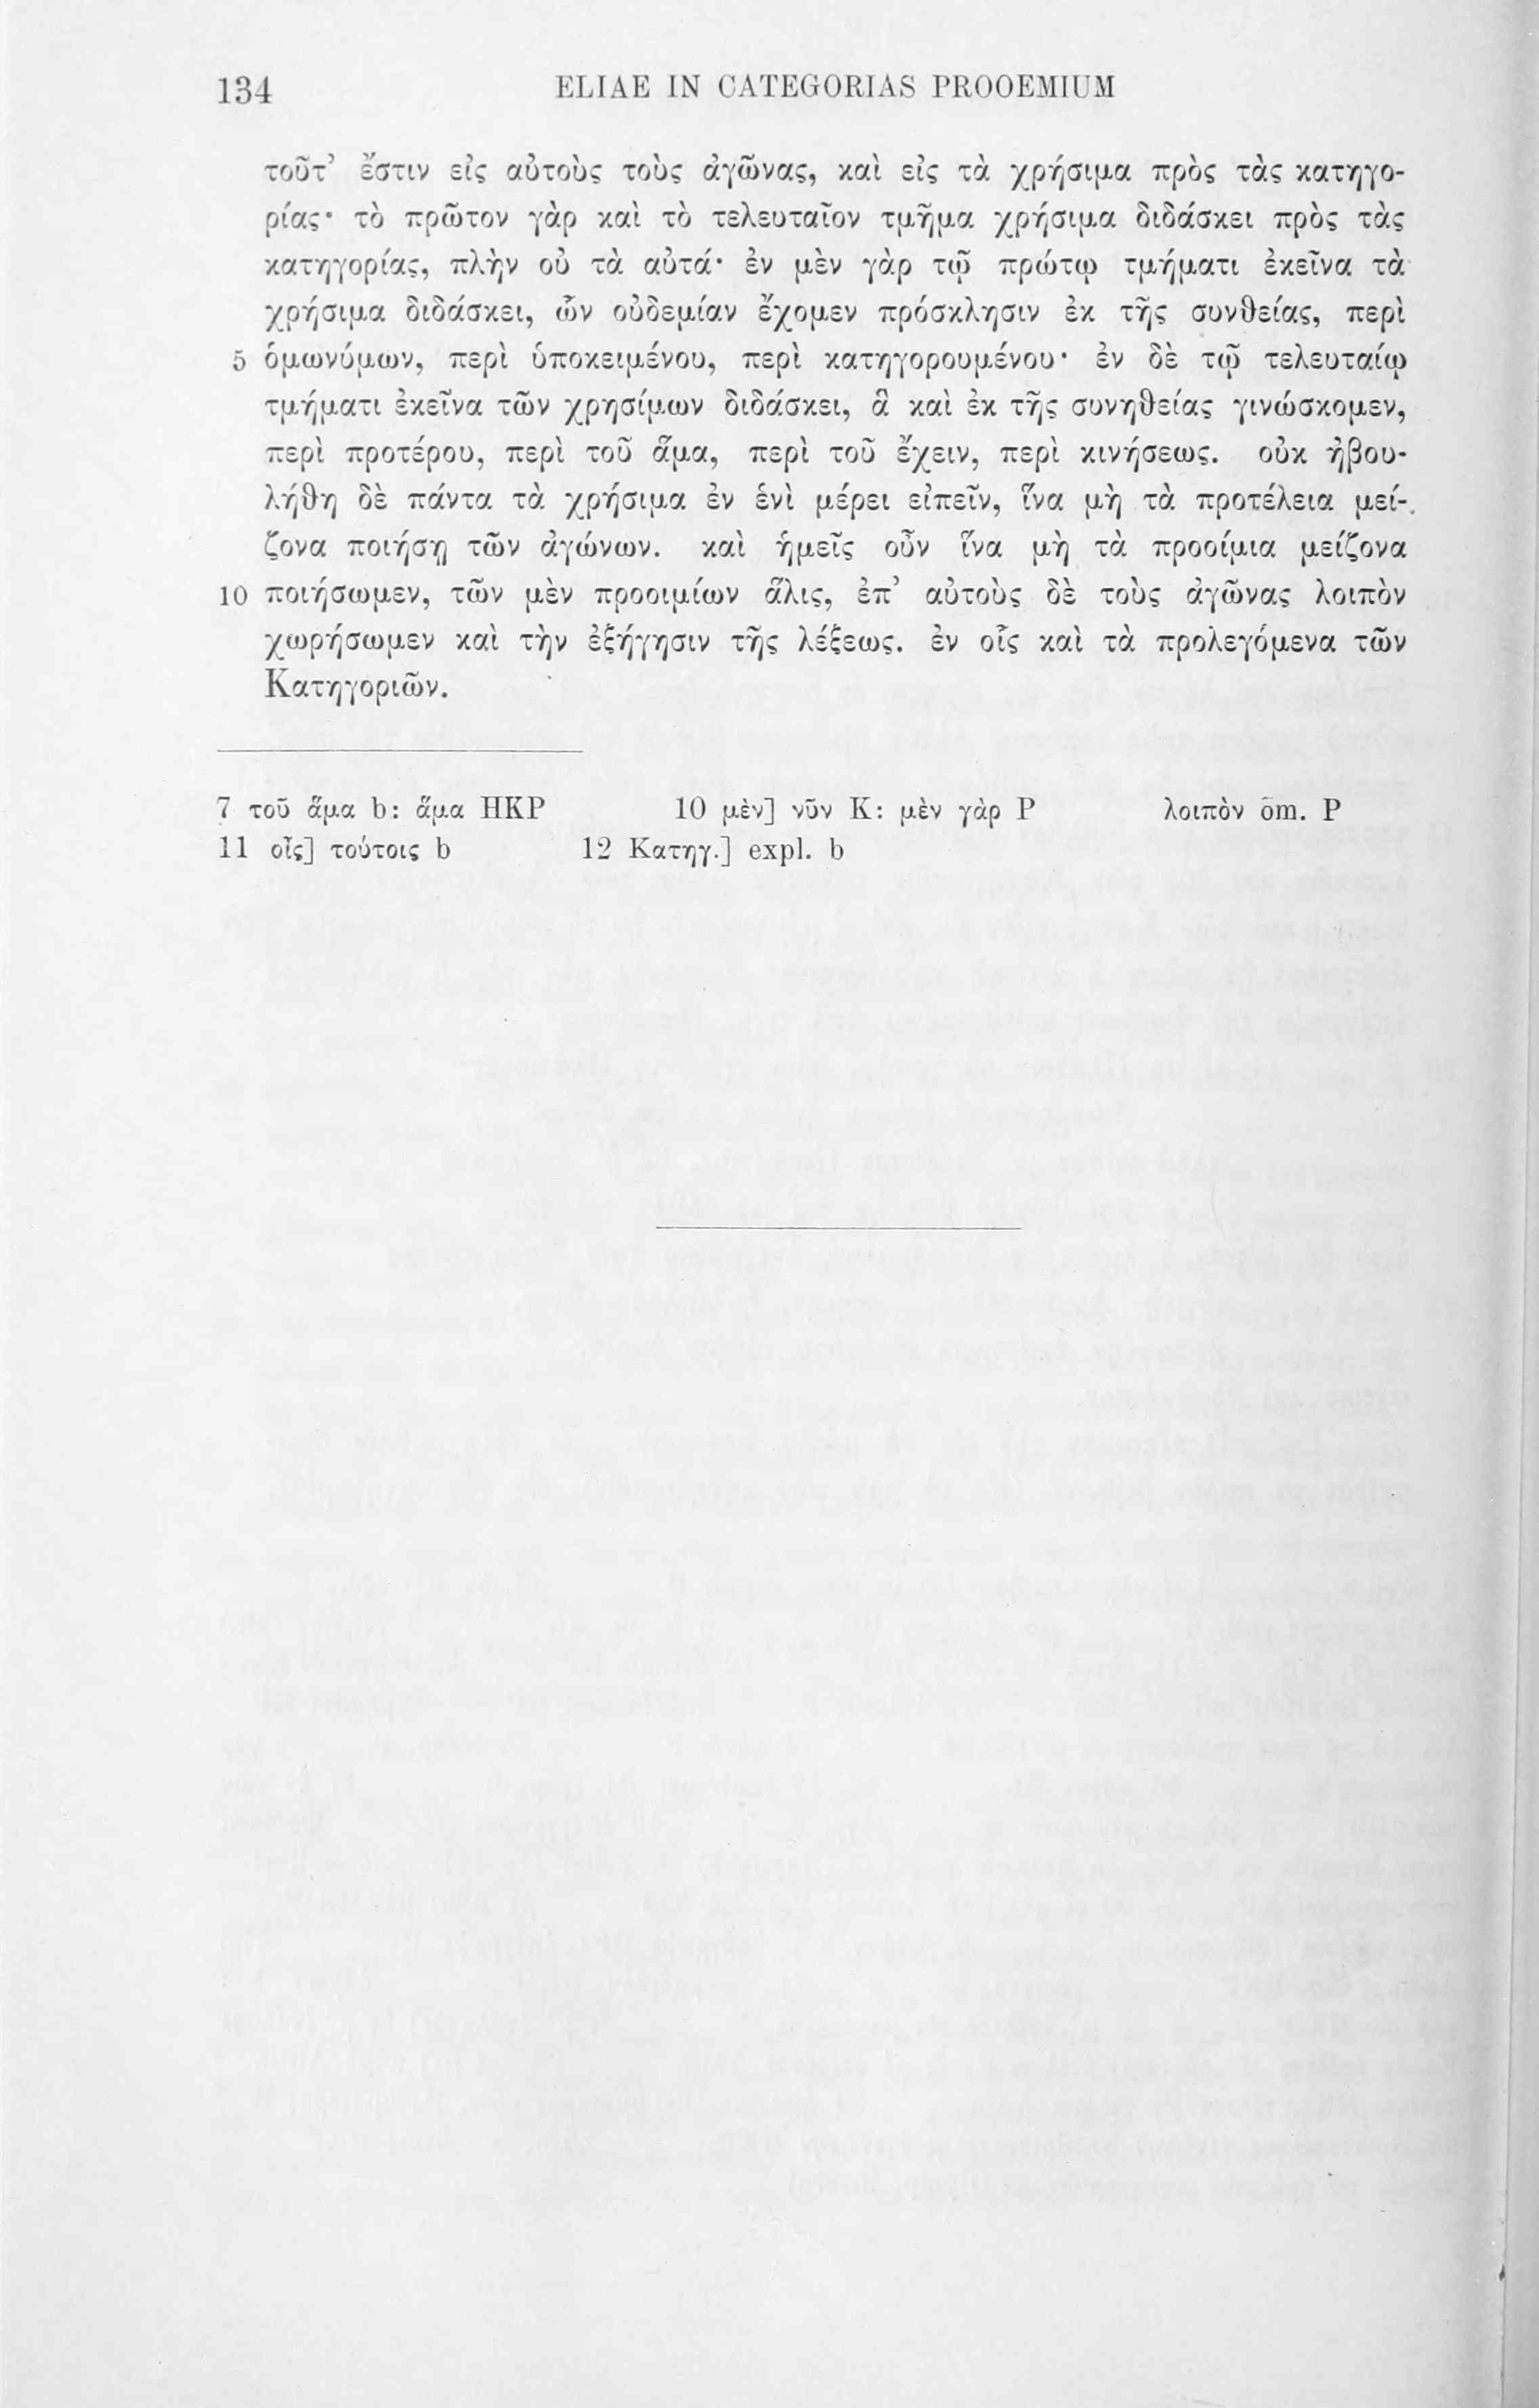 134 ELIAE IN CATEGORIAS PROOEMIUM
τοῦτ’ ἔστιν εἰς αὐτοὺς τοὺς ἀγῶνας, καὶ εἰς τὰ χρήσιμα πρὸς τὰς κατηγο-
ρίας· τὸ πρῶτον γὰρ καὶ τὸ τελευταῖον τμῆμα χρήσιμα διδάσκει πρὸς τὰς
κατηγορίας, πλὴν οὐ τὰ αὐτά· ἐν μὲν γὰρ τῷ πρώτῳ τμήματι ἐκεῖνα τὰ
χρήσιμα διδάσκει, ὧν οὐδεμίαν ἔχομεν πρόσκλησιν ἐκ τῆς συνθείας, περὶ
5 ὁμωνύμων, περὶ ὑποκειμένου, περὶ κατηγορουμένου· ἐν δὲ τῷ τελευταίῳ
τμήματι ἐκεῖνα τῶν χρησίμων διδάσκει, ἃ καὶ ἐκ τῆς συνηθείας γινώσκομεν,
περὶ προτέρου, περὶ τοῦ ἅμα, περὶ τοῦ ἔχειν, περὶ κινήσεως. οὐκ ἠβου-
λήθη δὲ πάντα τὰ χρήσιμα ἐν ἑνὶ μέρει εἰπεῖν, ἵνα μὴ τὰ προτέλεια μεί-
ζονα ποιήσῃ τῶν ἀγώνων. καὶ ἡμεῖς οὖν ἵνα μὴ τὰ προοίμια μείζονα
10 ποιήσωμεν, τῶν μὲν προοιμίων ἅλις, ἐπ’ αὐτοὺς δὲ τοὺς ἀγῶνας λοιπὸν
χωρήσωμεν καὶ τὴν ἐξήγησιν τῆς λέξεως. ἐν οἷς καὶ τὰ προλεγόμενα τῶν
Κατηγοριῶν.
7 τοῦ ἅμα b: ἅμα HKP 10 μὲν] νῦν K: μὲν γὰρ P λοιπὸν om. P
11 οἷς] τούτοις b 12 Κατηγ.] expl. b